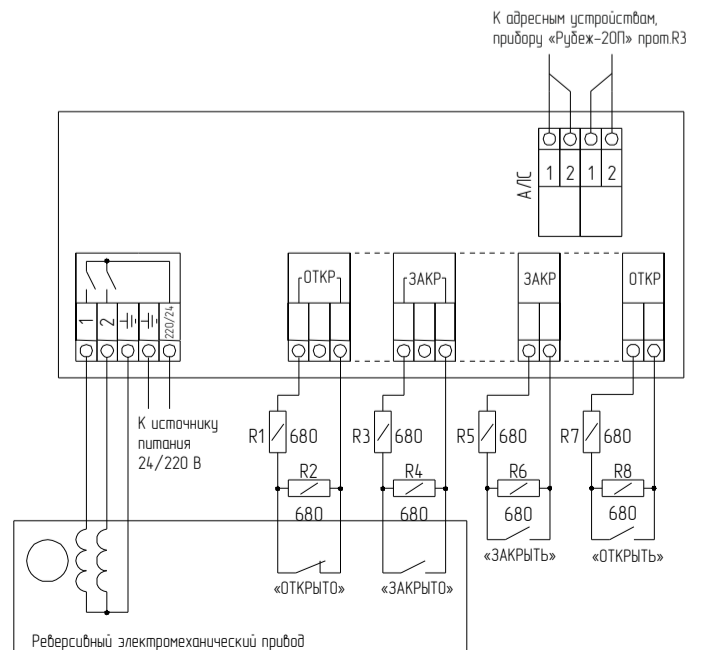 К адресным устройствам,
прибору «Рубеж-20П» прот.R3
А/ЛС
1 2 1 2
ОТКР
ЗАКР
ЗАКР
ОТКР
1 2 220/24
К источнику
питания
24/220 В
R1 680
R3 680
R5 680
R7 680
R2
R4
R6
R8
680
680
680
680
«ОТКРЫТО»
«ЗАКРЫТО»
«ЗАКРЫТЬ»
«ОТКРЫТЬ»
Реверсивный электромеханический привод